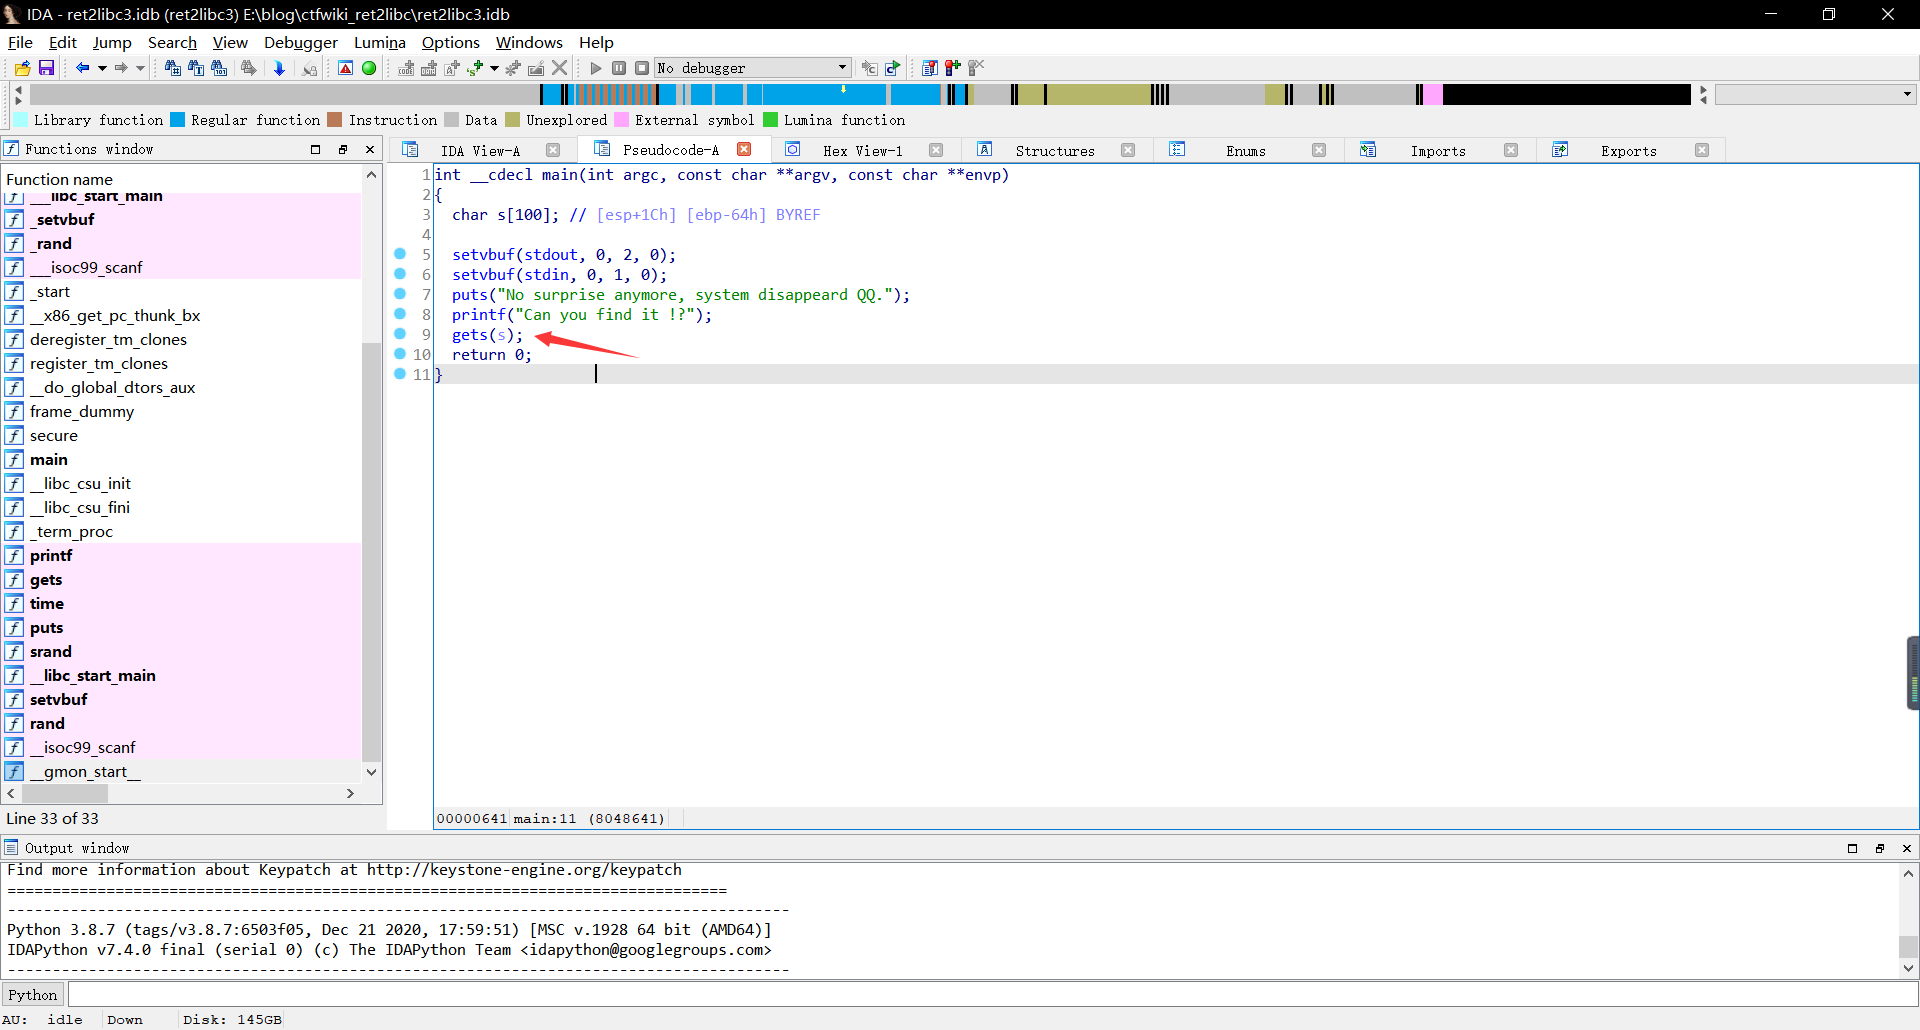 IDA - ret2libc3.idb (ret2libc3) E:\blog\ctfwiki_ret2libc\ret2libc3.idb
File Edit Jump Search View Debugger Lumina Options Windows Help
No debugger
Library function Regular function Instruction Data Unexplored External symbol Lumina function
Functions window
IDA View-A Pseudocode-A Hex View-1 Structures Enums Imports Exports
Function name
___libc_start_main
_setvbuf
_rand
___isoc99_scanf
_start
__x86_get_pc_thunk_bx
deregister_tm_clones
register_tm_clones
__do_global_dtors_aux
frame_dummy
secure
main
__libc_csu_init
__libc_csu_fini
_term_proc
printf
gets
time
puts
srand
__libc_start_main
setvbuf
rand
__isoc99_scanf
__gmon_start__
Line 33 of 33
1 int __cdecl main(int argc, const char **argv, const char **envp)
2 {
3 char s[100]; // [esp+1Ch] [ebp-64h] BYREF
4
5 setvbuf(stdout, 0, 2, 0);
6 setvbuf(stdin, 0, 1, 0);
7 puts("No surprise anymore, system disappeard QQ.");
8 printf("Can you find it !?");
9 gets(s);
10 return 0;
11 }
00000641 main:11 (8048641)
Output window
Find more information about Keypatch at http://keystone-engine.org/keypatch
================================================================================
---------------------------------------------------------------------------------------
Python 3.8.7 (tags/v3.8.7:6503f05, Dec 21 2020, 17:59:51) [MSC v.1928 64 bit (AMD64)]
IDAPython v7.4.0 final (serial 0) (c) The IDAPython Team <idapython@googlegroups.com>
---------------------------------------------------------------------------------------
Python
AU: idle Down Disk: 145GB